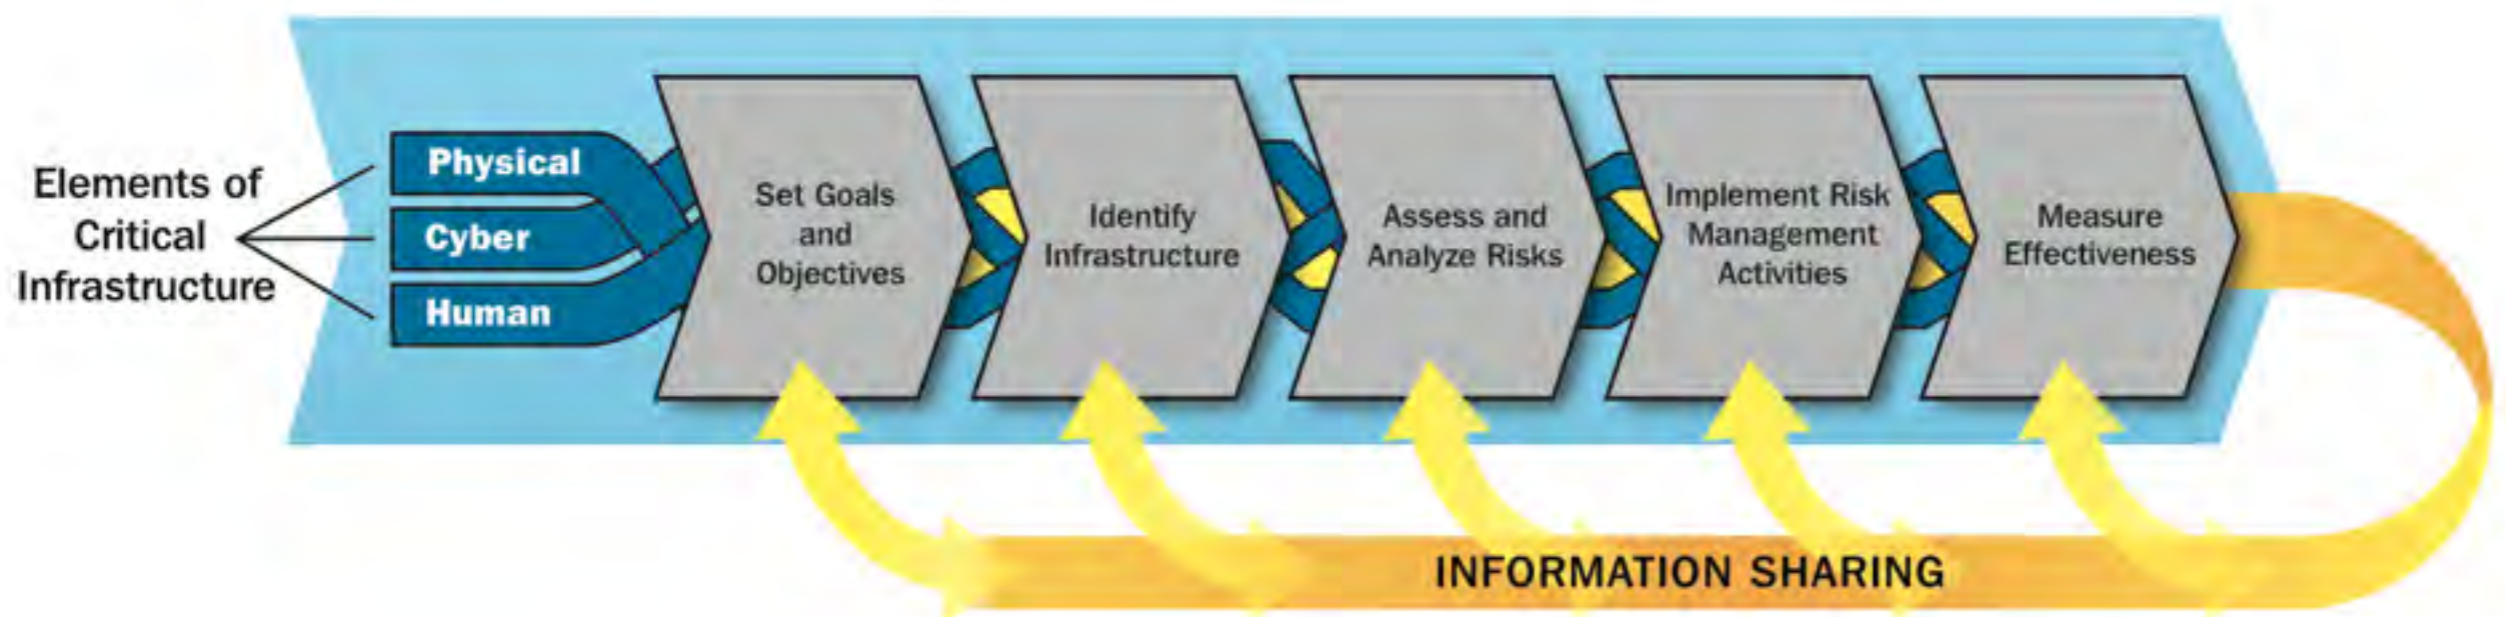 Elements of
Critical
Infrastructure
Physical
Cyber
Human
Set Goals
and
Objectives
Identify
Infrastructure
Assess and
Analyze Risks
Implement Risk
Management
Activities
Measure
Effectiveness
INFORMATION SHARING